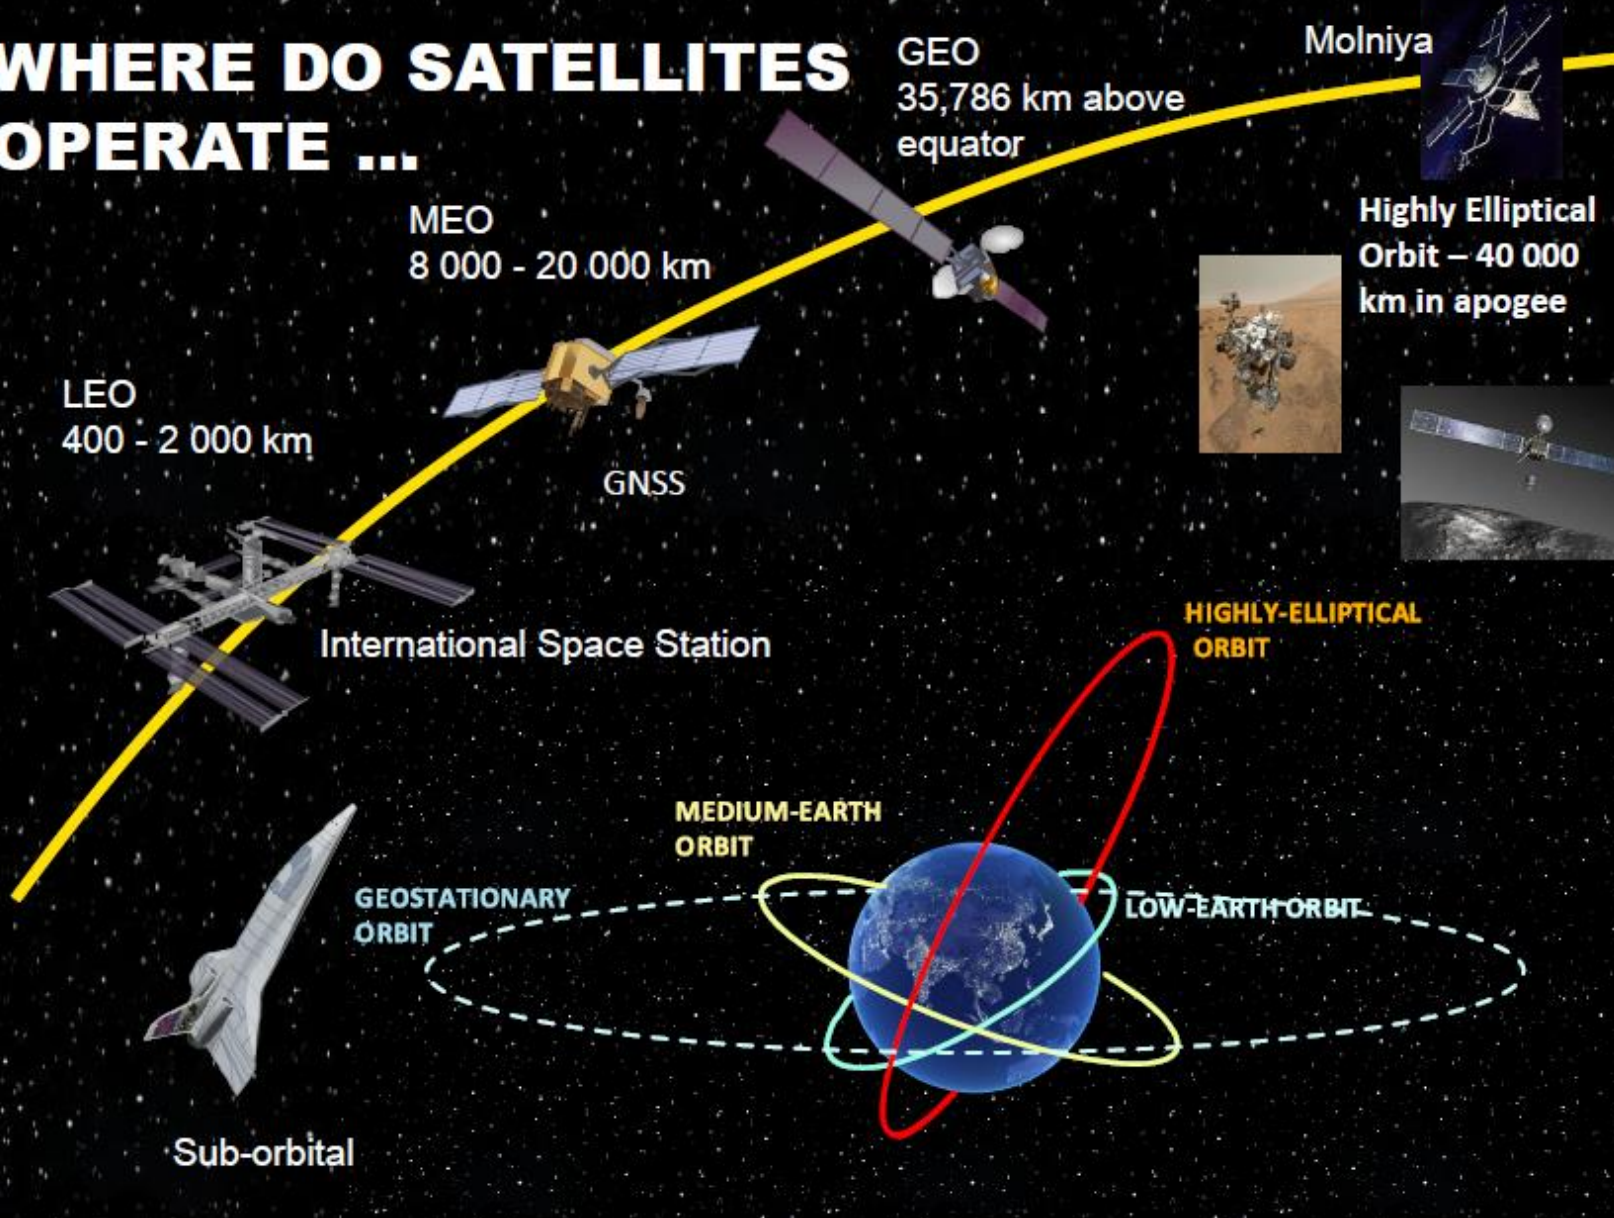 WHERE DO SATELLITES
OPERATE ...
GEO
35,786 km above
equator
Molniya
Highly Elliptical
Orbit – 40 000
km in apogee
MEO
8 000 - 20 000 km
GNSS
LEO
400 - 2 000 km
International Space Station
HIGHLY-ELLIPTICAL
ORBIT
MEDIUM-EARTH
ORBIT
GEOSTATIONARY
ORBIT
LOW-EARTH ORBIT
Sub-orbital